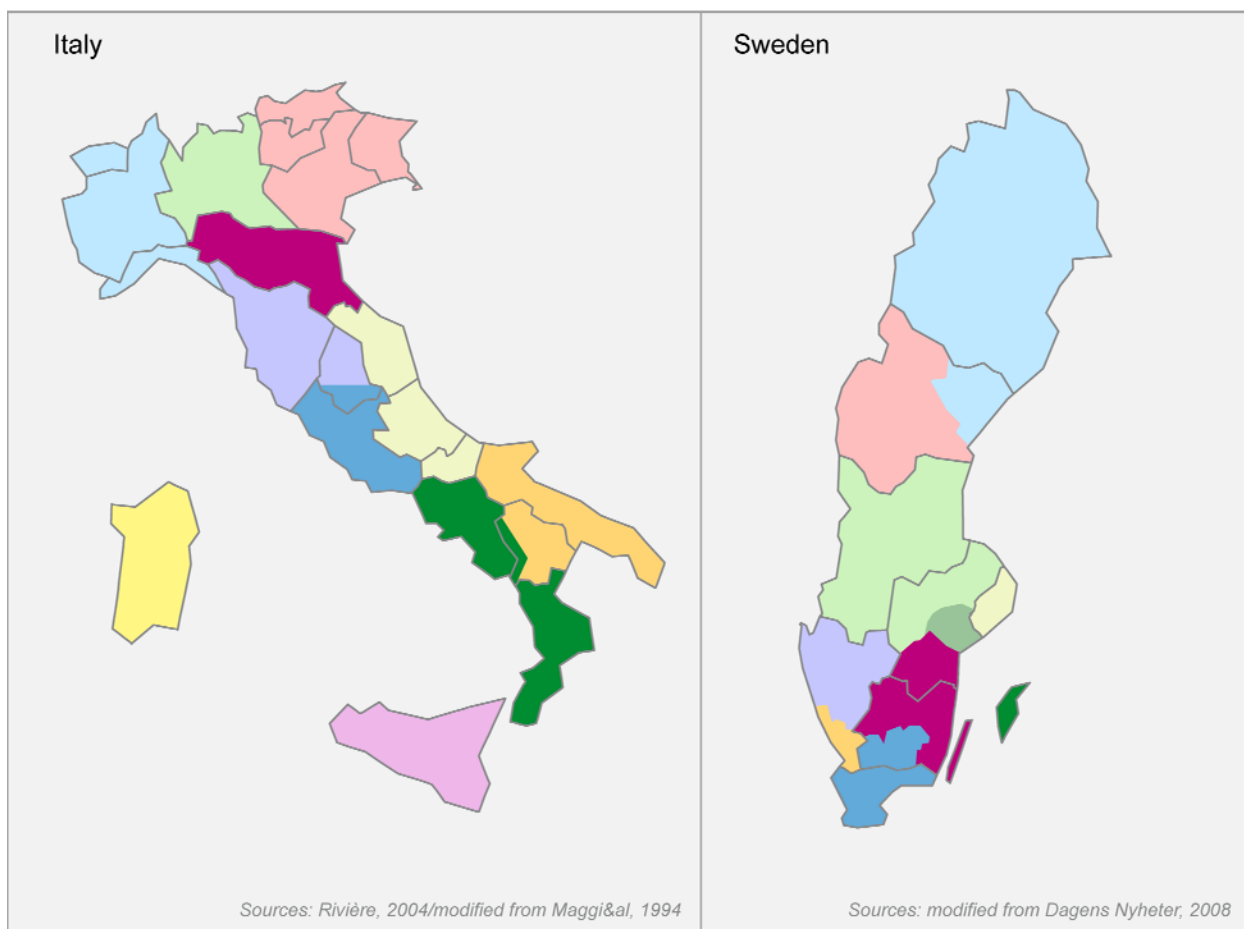 Italy
Sweden
Sources: Rivière, 2004/modified from Maggi&al, 1994
Sources: modified from Dagens Nyheter, 2008